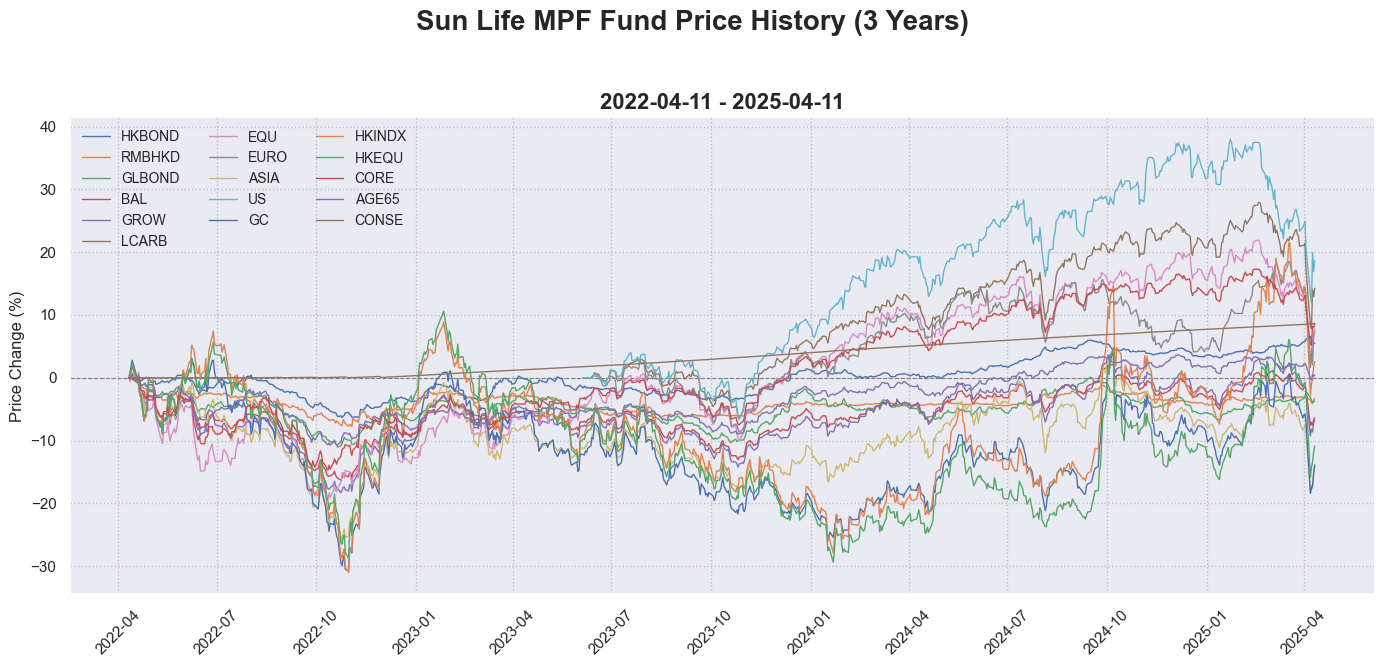 Sun Life MPF Fund Price History (3 Years)
2022-04-11 - 2025-04-11
HKBOND
RMBHKD
GLBOND
BAL
GROW
LCARB
EQU
EURO
ASIA
US
GC
HKINDX
HKEQU
CORE
AGE65
CONSE
Price Change (%)
40
30
20
10
0
−10
−20
−30
2022-04
2022-07
2022-10
2023-01
2023-04
2023-07
2023-10
2024-01
2024-04
2024-07
2024-10
2025-01
2025-04